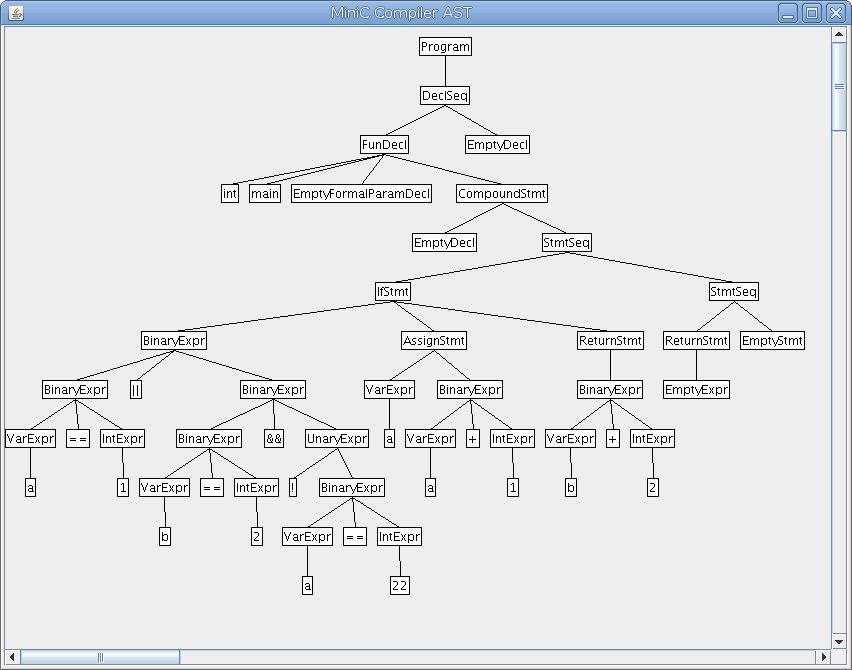 MiniC Compiler AST
Program
DeclSeq
FunDecl EmptyDecl
int main EmptyFormalParamDecl CompoundStmt
EmptyDecl StmtSeq
IfStmt StmtSeq
BinaryExpr AssignStmt ReturnStmt ReturnStmt EmptyStmt
BinaryExpr || BinaryExpr VarExpr BinaryExpr BinaryExpr EmptyExpr
VarExpr == IntExpr BinaryExpr && UnaryExpr a VarExpr + IntExpr VarExpr + IntExpr
a 1 VarExpr == IntExpr ! BinaryExpr a 1 b 2
b 2 VarExpr == IntExpr
a 22